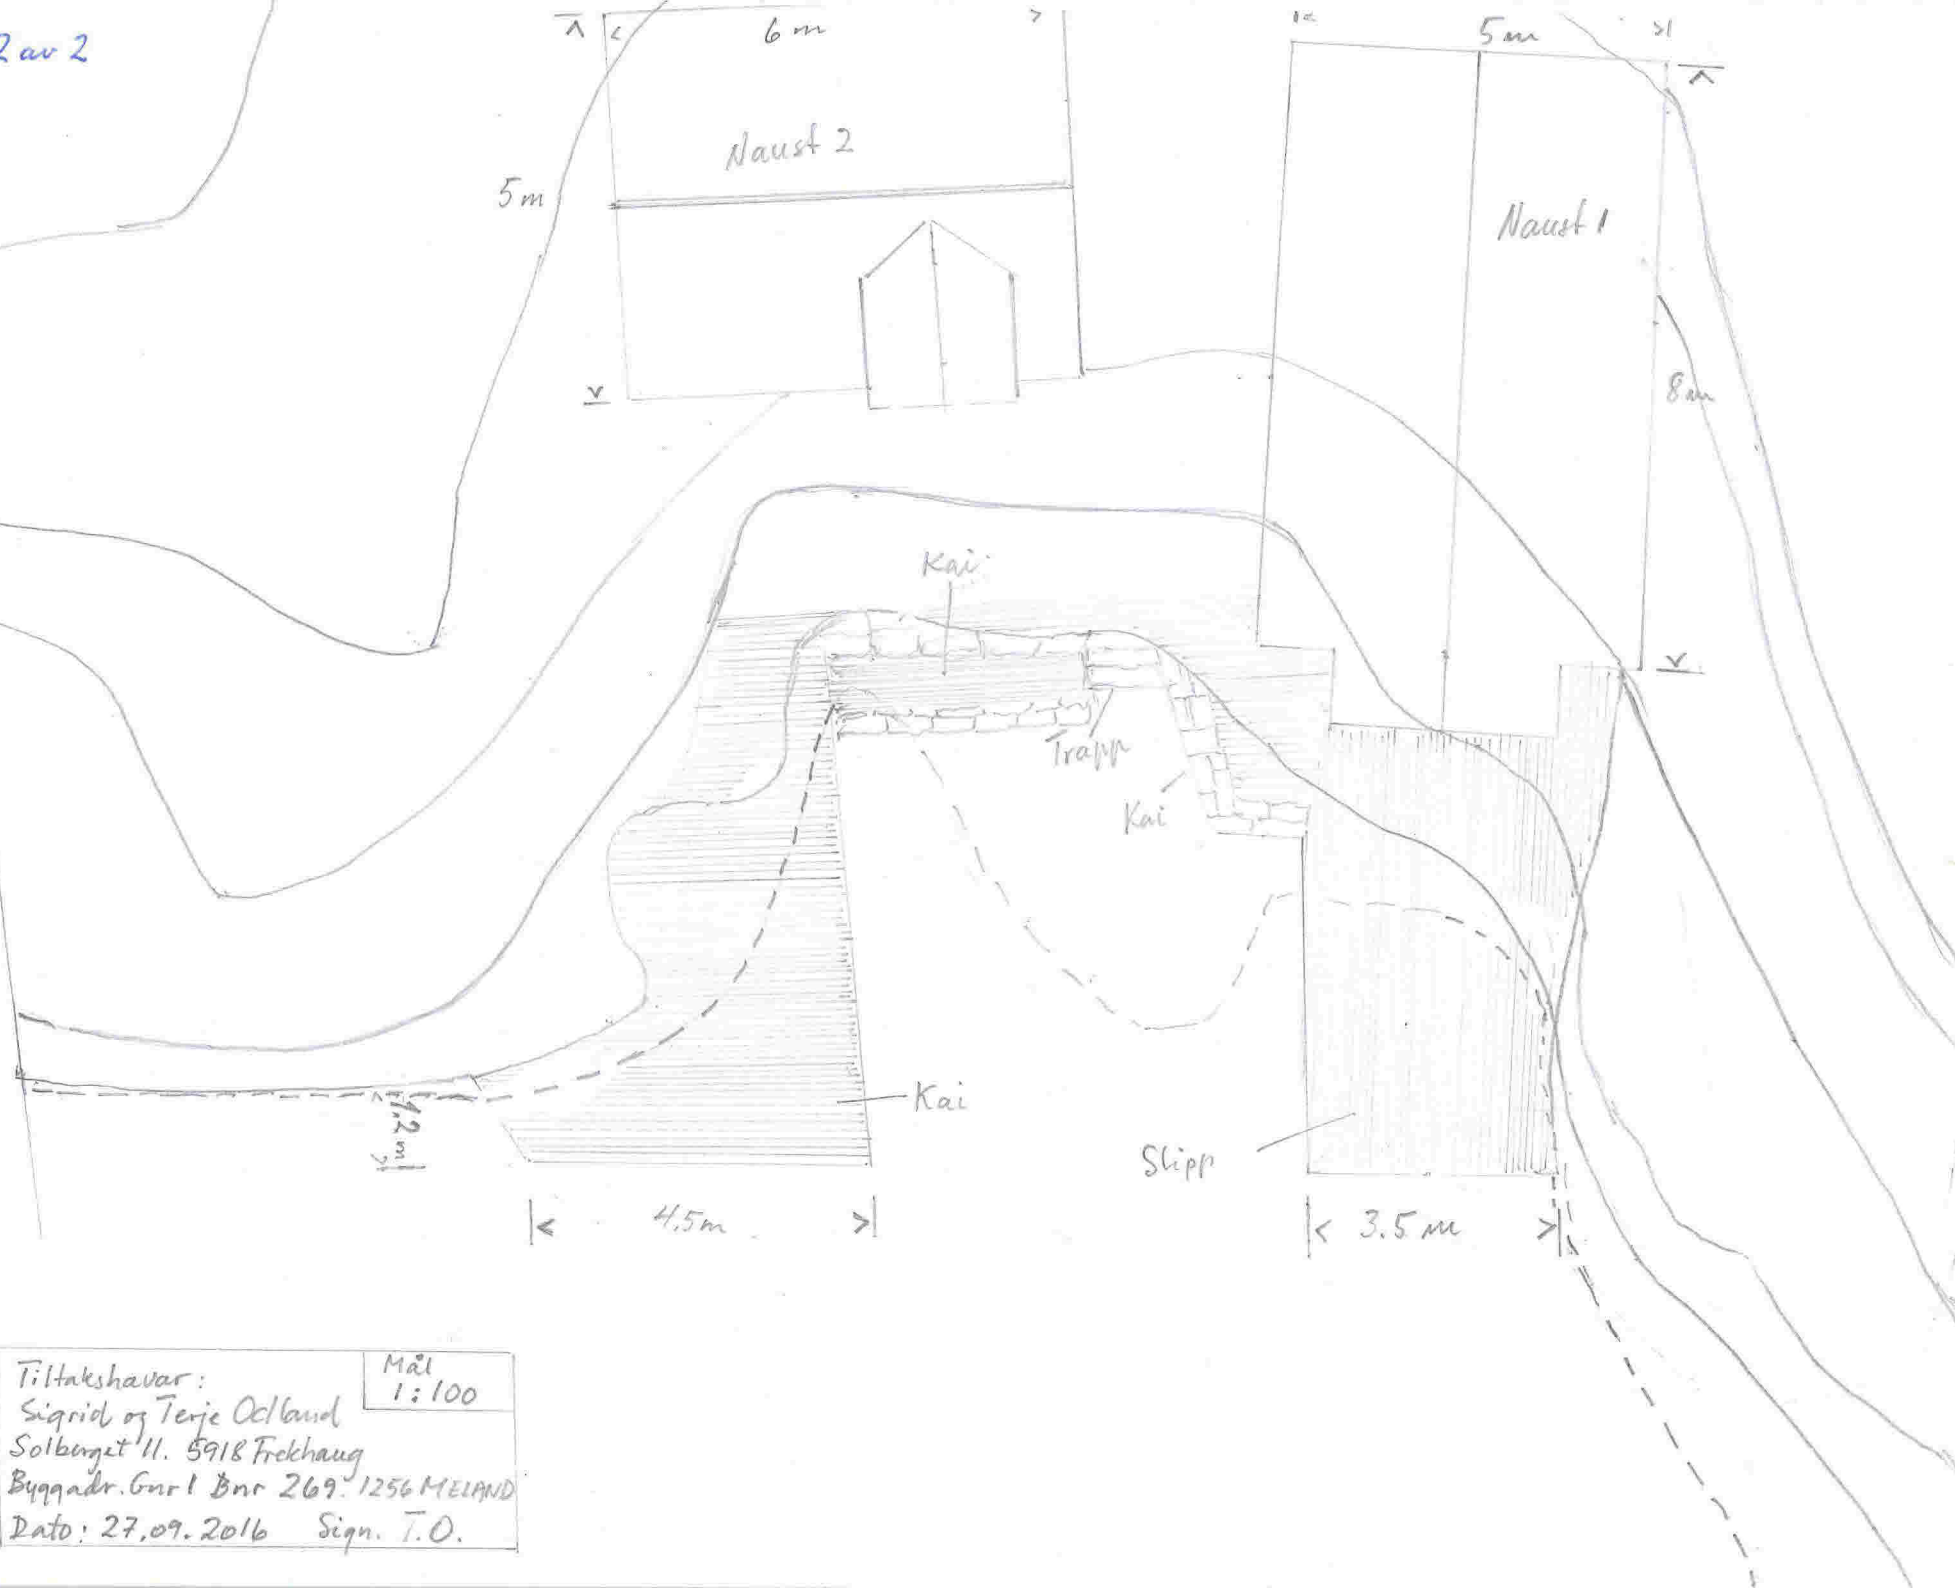 2 av 2
6 m
5 m
Naust 2
5 m
Naust 1
8 m
Kai
Trapp
Kai
Kai
1.2 m
Slipp
4.5 m
3.5 m
Tiltakshavar:
Mål
1:100
Sigrid og Terje Odland
Solberget 11. 5918 Frekhaug
Byggadr. Gnr 1 Bnr 269. 1256 MELAND
Dato: 27.09.2016 Sign. T.O.